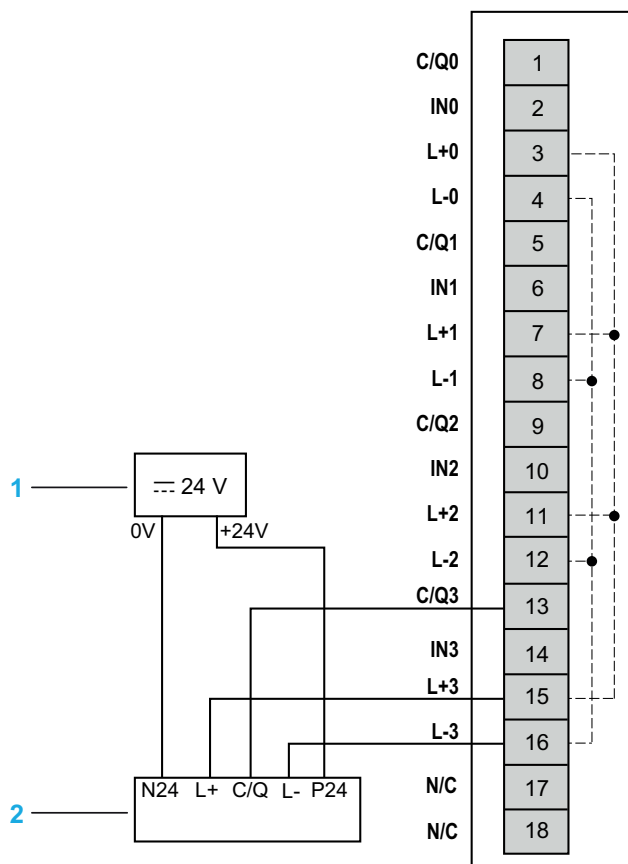 C/Q0 1
IN0 2
L+0 3
L-0 4
C/Q1 5
IN1 6
L+1 7
L-1 8
C/Q2 9
IN2 10
L+2 11
L-2 12
C/Q3 13
IN3 14
L+3 15
L-3 16
N/C 17
N/C 18
1 24 V
0V +24V
N24 L+ C/Q L- P24
2